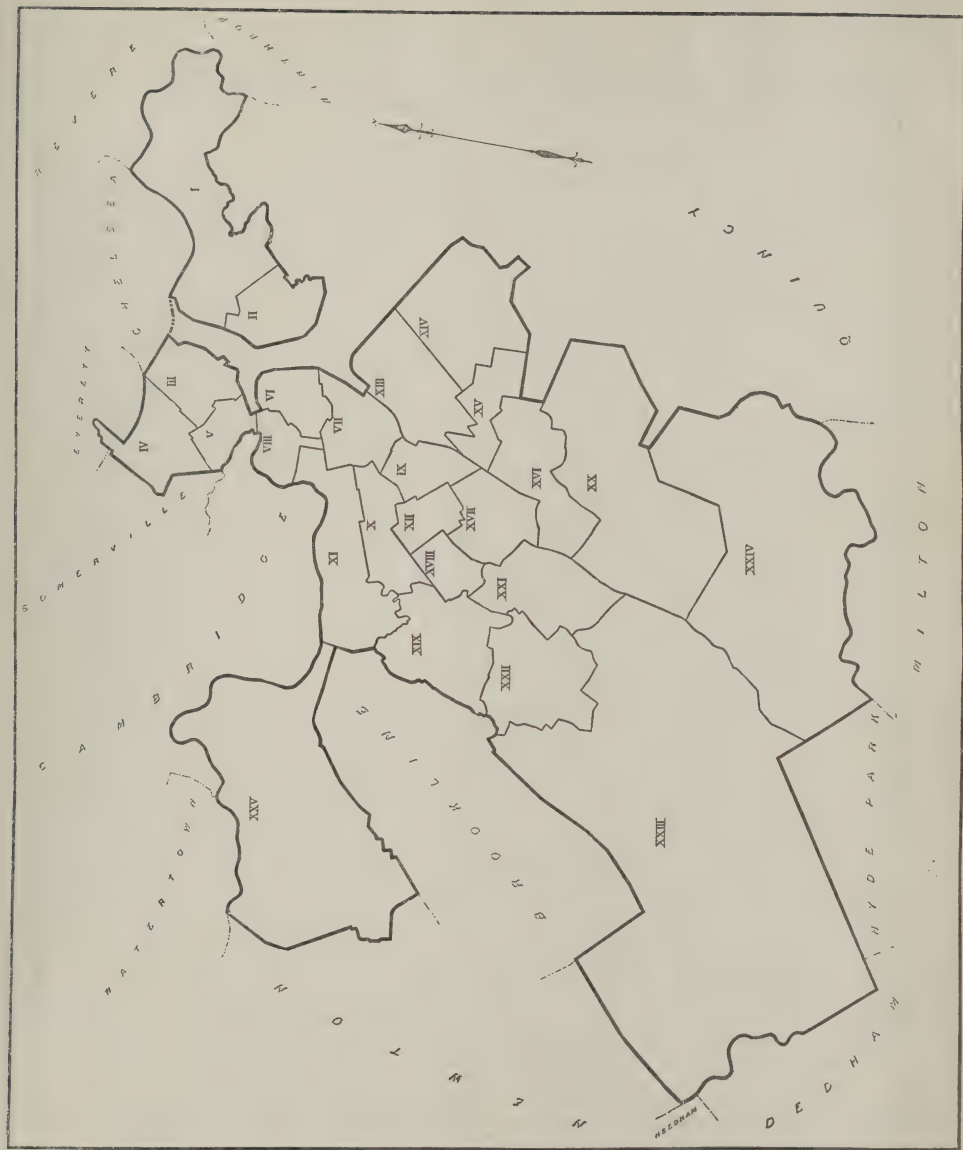 WINTHROP
REVERE
CHELSEA
EVERETT
SOMERVILLE
CAMBRIDGE
WATERTOWN
NEWTON
BROOKLINE
NEEDHAM
DEDHAM
HYDE PARK
MILTON
QUINCY
I
II
III
IV
V
VI
VII
VIII
IX
X
XI
XII
XIII
XIV
XV
XVI
XVII
XVIII
XIX
XX
XXI
XXII
XXIII
XXIV
XXV